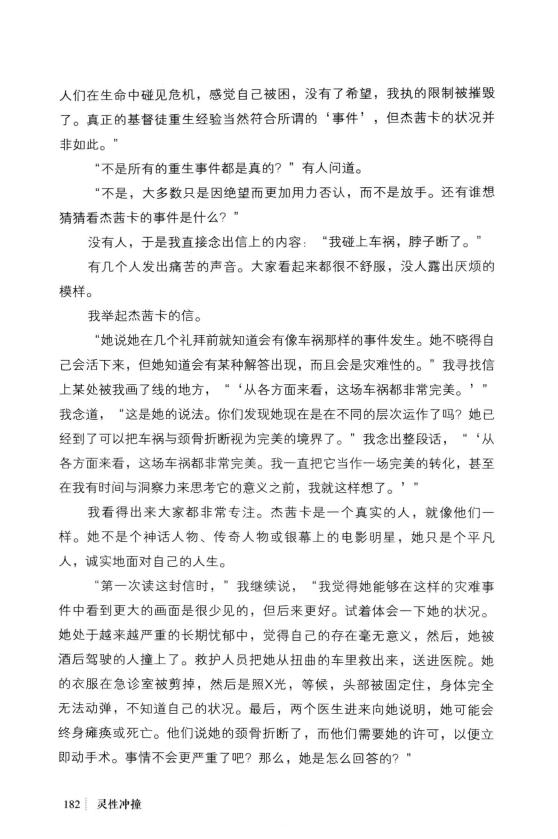 人们在生命中碰见危机，感觉自己被困，没有了希望，我执的限制被摧毁
了。真正的基督徒重生经验当然符合所谓的‘事件’，但杰茜卡的状况并
非如此。”
“不是所有的重生事件都是真的？”有人问道。
“不是，大多数只是因绝望而更加用力否认，而不是放手。还有谁想
猜猜看杰茜卡的事件是什么？”
没有人，于是我直接念出信上的内容：“我碰上车祸，脖子断了。”
有几个人发出痛苦的声音。大家看起来都很不舒服，没人露出厌烦的
模样。
我举起杰茜卡的信。
“她说她在几个礼拜前就知道会有像车祸那样的事件发生。她不晓得自
己会活下来，但她知道会有某种解答出现，而且会是灾难性的。”我寻找信
上某处被我画了线的地方，“‘从各方面来看，这场车祸都非常完美。’”
我念道，“这是她的说法。你们发现她现在是在不同的层次运作了吗？她已
经到了可以把车祸与颈骨折断视为完美的境界了。”我念出整段话，“‘从
各方面来看，这场车祸都非常完美。我一直把它当作一场完美的转化，甚至
在我有时间与洞察力来思考它的意义之前，我就这样想了。’”
我看得出来大家都非常专注。杰茜卡是一个真实的人，就像他们一
样。她不是个神话人物、传奇人物或银幕上的电影明星，她只是个平凡
人，诚实地面对自己的人生。
“第一次读这封信时，”我继续说，“我觉得她能够在这样的灾难事
件中看到更大的画面是很少见的，但后来更好。试着体会一下她的状况。
她处于越来越严重的长期忧郁中，觉得自己的存在毫无意义，然后，她被
酒后驾驶的人撞上了。救护人员把她从扭曲的车里救出来，送进医院。她
的衣服在急诊室被剪掉，然后是照X光，等候，头部被固定住，身体完全
无法动弹，不知道自己的状况。最后，两个医生进来向她说明，她可能会
终身瘫痪或死亡。他们说她的颈骨折断了，而他们需要她的许可，以便立
即动手术。事情不会更严重了吧？那么，她是怎么回答的？”
182 灵性冲撞